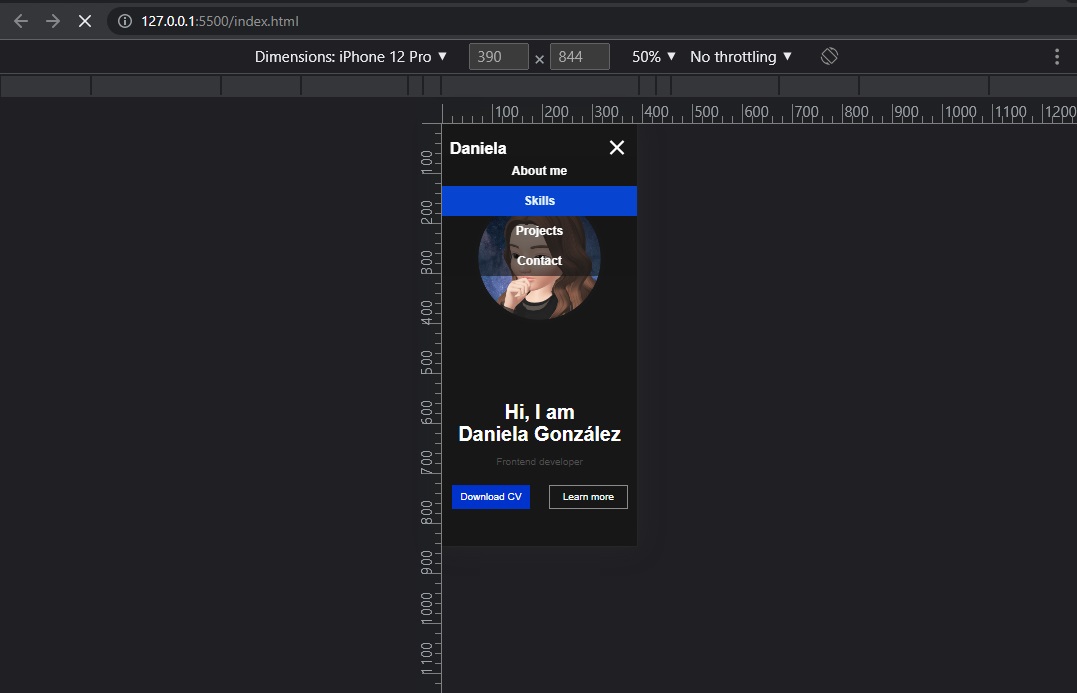 127.0.0.1:5500/index.html
Dimensions: iPhone 12 Pro ▼ 390 × 844 50% ▼ No throttling ▼
100 200 300 400 500 600 700 800 900 1000 1100 1200
100
200
300
400
500
600
700
800
900
1000
1100
Daniela
About me
Skills
Projects
Contact
Hi, I am
Daniela González
Frontend developer
Download CV Learn more